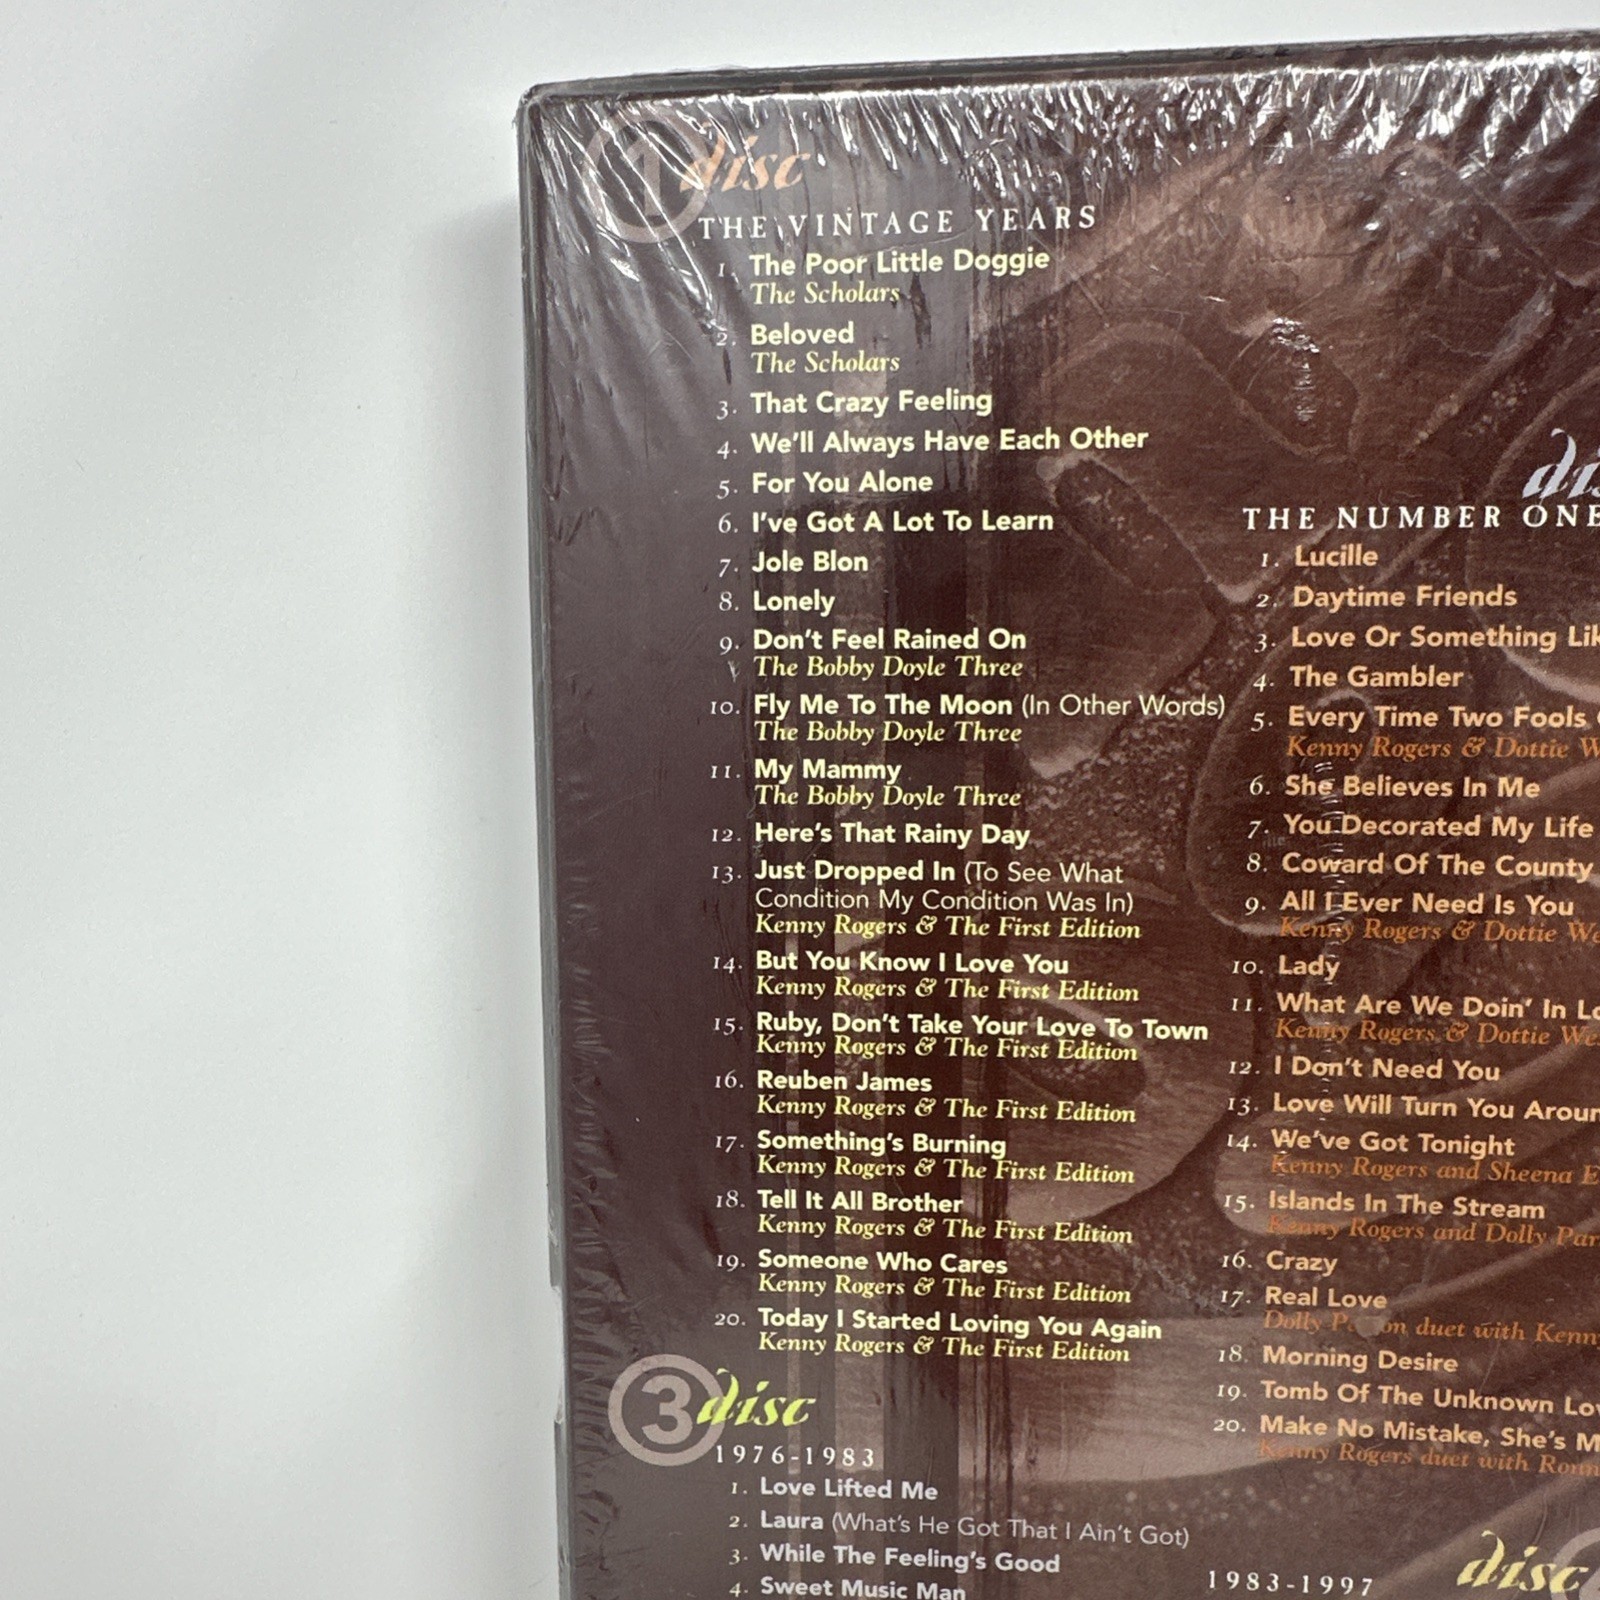 1 disc
THE VINTAGE YEARS
1. The Poor Little Doggie
The Scholars
2. Beloved
The Scholars
3. That Crazy Feeling
4. We'll Always Have Each Other
5. For You Alone
6. I've Got A Lot To Learn
7. Jole Blon
8. Lonely
9. Don't Feel Rained On
The Bobby Doyle Three
10. Fly Me To The Moon (In Other Words)
The Bobby Doyle Three
11. My Mammy
The Bobby Doyle Three
12. Here's That Rainy Day
13. Just Dropped In (To See What
Condition My Condition Was In)
Kenny Rogers & The First Edition
14. But You Know I Love You
Kenny Rogers & The First Edition
15. Ruby, Don't Take Your Love To Town
Kenny Rogers & The First Edition
16. Reuben James
Kenny Rogers & The First Edition
17. Something's Burning
Kenny Rogers & The First Edition
18. Tell It All Brother
Kenny Rogers & The First Edition
19. Someone Who Cares
Kenny Rogers & The First Edition
20. Today I Started Loving You Again
Kenny Rogers & The First Edition
3 disc
1976-1983
1. Love Lifted Me
2. Laura (What's He Got That I Ain't Got)
3. While The Feeling's Good
4. Sweet Music Man
THE NUMBER ONE
1. Lucille
2. Daytime Friends
3. Love Or Something
4. The Gambler
5. Every Time Two Fools
Kenny Rogers & Dottie
6. She Believes In Me
7. You Decorated My Life
8. Coward Of The County
9. All I Ever Need Is You
Kenny Rogers & Dottie
10. Lady
11. What Are We Doin' In
Kenny Rogers & Dottie
12. I Don't Need You
13. Love Will Turn You
14. We've Got Tonight
Kenny Rogers and Sheena
15. Islands In The Stream
Kenny Rogers and Dolly
16. Crazy
17. Real Love
Dolly duet with
18. Morning Desire
19. Tomb Of The Unknown
20. Make No Mistake, She's
Kenny Rogers duet with
disc
1983-1997